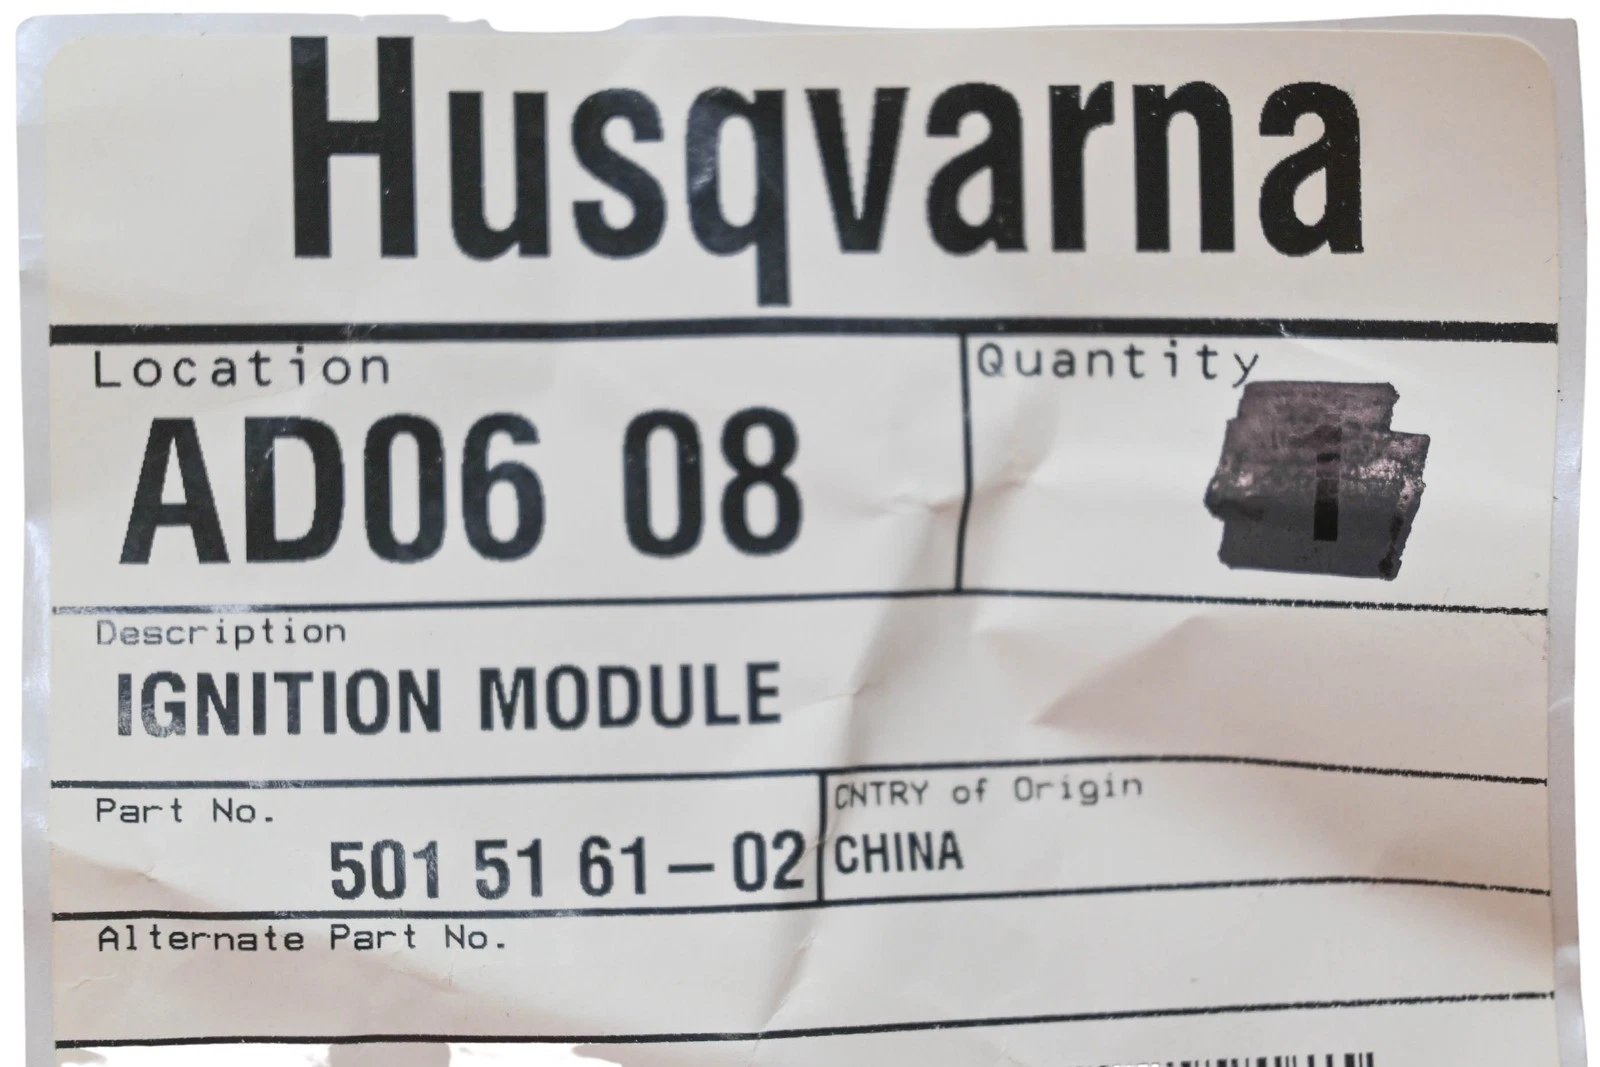 Husqvarna
Location
Quantity
AD06 08
1
Description
IGNITION MODULE
Part No.
CNTRY of Origin
501 51 61-02
CHINA
Alternate Part No.